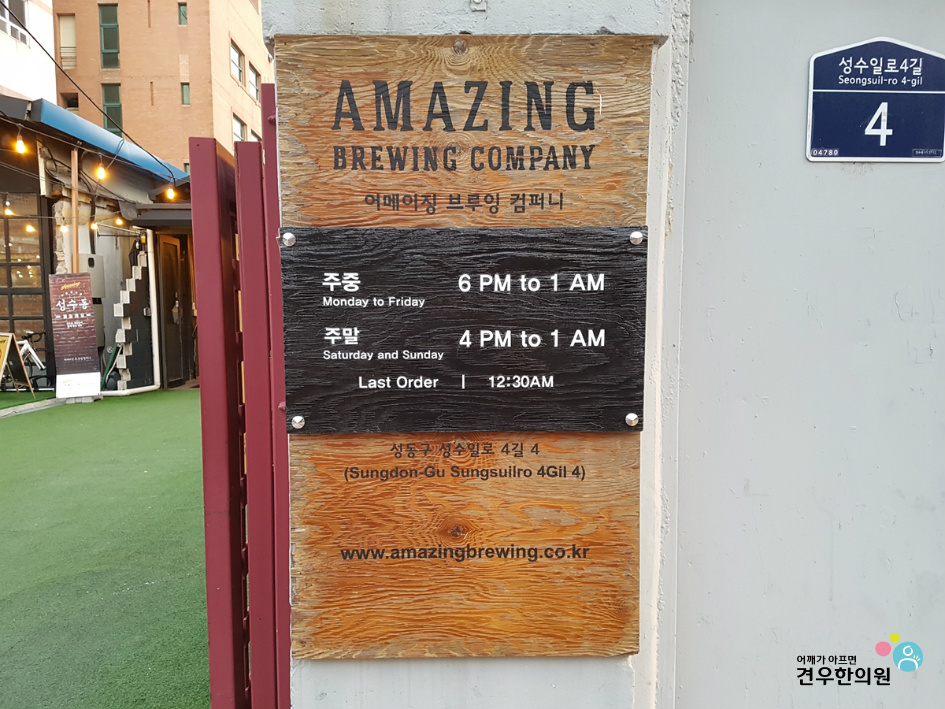 AMAZING
BREWING COMPANY
어메이징 브루잉 컴퍼니
주중 6 PM to 1 AM
Monday to Friday
주말 4 PM to 1 AM
Saturday and Sunday
Last Order | 12:30AM
성동구 성수일로 4길 4
(Sungdon-Gu Sungsuilro 4Gil 4)
www.amazingbrewing.co.kr
성수일로4길
Seongsuil-ro 4-gil
4
04780
어깨가 아프면
견우한의원